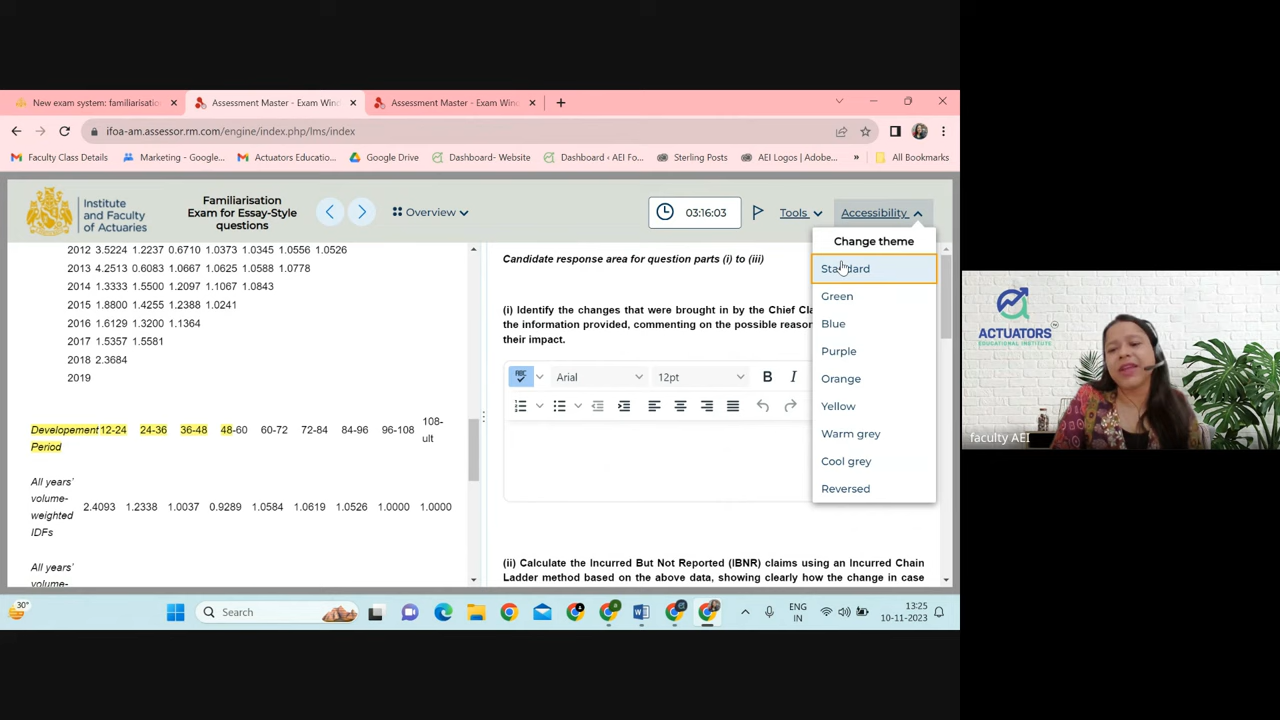 New exam system: familiarisatio
Assessment Master - Exam Win
Assessment Master - Exam Win
ifoa-am.assessor.rm.com/engine/index.php/lms/index
Faculty Class Details
Marketing - Google...
Actuators Educatio...
Google Drive
Dashboard- Website
Dashboard ‹ AEI Fo...
Sterling Posts
AEI Logos | Adobe...
»
All Bookmarks
Institute
and Faculty
of Actuaries
Familiarisation
Exam for Essay-Style
questions
Overview
03:16:03
Tools
Accessibility
Change theme
Standard
Green
Blue
Purple
Orange
Yellow
Warm grey
Cool grey
Reversed
2012 3.5224 1.2237 0.6710 1.0373 1.0345 1.0556 1.0526
2013 4.2513 0.6083 1.0667 1.0625 1.0588 1.0778
2014 1.3333 1.5500 1.2097 1.1067 1.0843
2015 1.8800 1.4255 1.2388 1.0241
2016 1.6129 1.3200 1.1364
2017 1.5357 1.5581
2018 2.3684
2019
Developement 12-24 24-36 36-48 48-60 60-72 72-84 84-96 96-108 108-
ult
Period
All years'
volume-
weighted
IDFs
2.4093 1.2338 1.0037 0.9289 1.0584 1.0619 1.0526 1.0000 1.0000
All years'
volume-
Candidate response area for question parts (i) to (iii)
(i) Identify the changes that were brought in by the Chief Cla
the information provided, commenting on the possible reaso
their impact.
ABC
Arial
12pt
B
I
(ii) Calculate the Incurred But Not Reported (IBNR) claims using an Incurred Chain
Ladder method based on the above data, showing clearly how the change in case
30°
Search
ENG
IN
13:25
10-11-2023
ACTUATORS
EDUCATIONAL INSTITUTE
faculty AEI